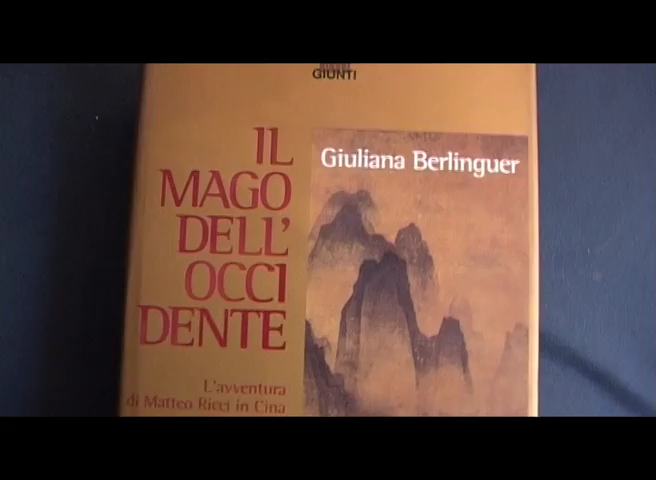 GIUNTI
IL
MAGO
DELL'
OCCI
DENTE
Giuliana Berlinguer
L'avventura
di Matteo Ricci in Cina